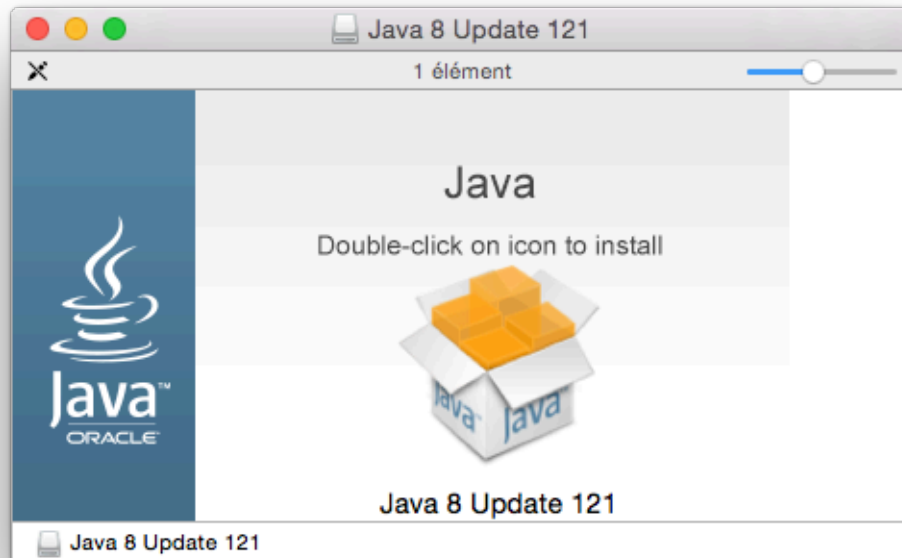 Java 8 Update 121
1 élément
Java
Double-click on icon to install
Java™
ORACLE
Java
Java
Java 8 Update 121
Java 8 Update 121